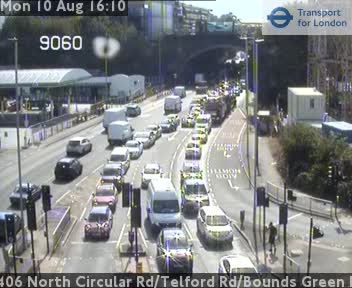 Mon 10 Aug 16:10
Transport
for London
9060
406 North Circular Rd/Telford Rd/Bounds Green